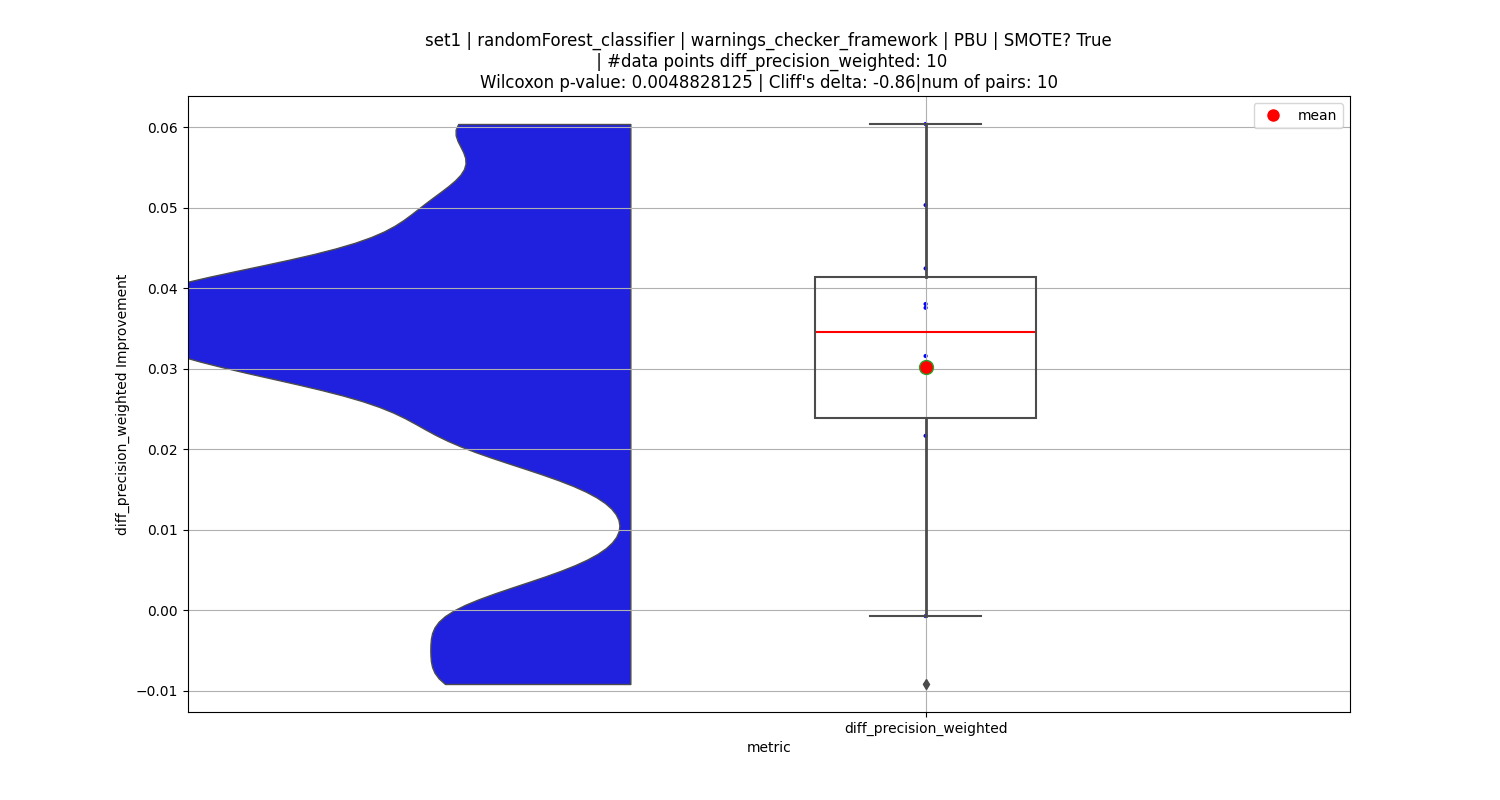 set1 | randomForest_classifier | warnings_checker_framework | PBU | SMOTE? True
| #data points diff_precision_weighted: 10
Wilcoxon p-value: 0.0048828125 | Cliff's delta: -0.86|num of pairs: 10
mean
0.06
0.05
0.04
0.03
0.02
0.01
0.00
−0.01
diff_precision_weighted Improvement
diff_precision_weighted
metric